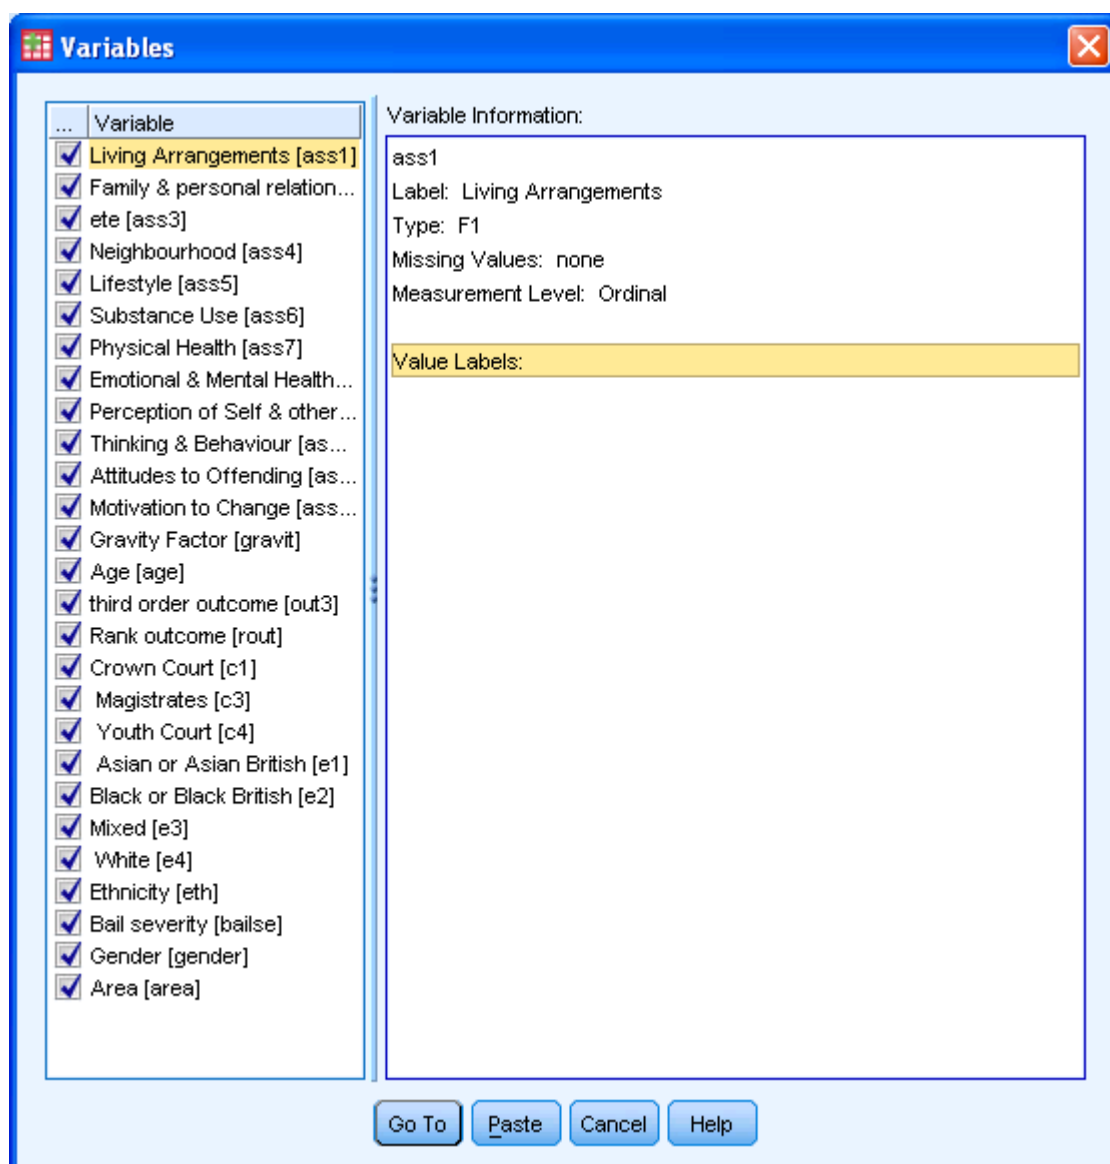 Variables
... Variable
Living Arrangements [ass1]
Family & personal relation...
ete [ass3]
Neighbourhood [ass4]
Lifestyle [ass5]
Substance Use [ass6]
Physical Health [ass7]
Emotional & Mental Health...
Perception of Self & other...
Thinking & Behaviour [as...
Attitudes to Offending [as...
Motivation to Change [ass...
Gravity Factor [gravit]
Age [age]
third order outcome [out3]
Rank outcome [rout]
Crown Court [c1]
Magistrates [c3]
Youth Court [c4]
Asian or Asian British [e1]
Black or Black British [e2]
Mixed [e3]
White [e4]
Ethnicity [eth]
Bail severity [bailse]
Gender [gender]
Area [area]
Variable Information:
ass1
Label: Living Arrangements
Type: F1
Missing Values: none
Measurement Level: Ordinal
Value Labels:
Go To Paste Cancel Help